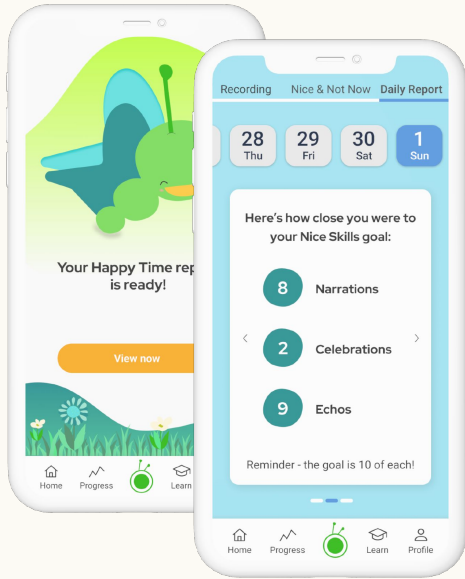 Your Happy Time rep
is ready!
View now
Home
Progress
Learn
Recording
Nice & Not Now
Daily Report
28
Thu
29
Fri
30
Sat
1
Sun
Here's how close you were to
your Nice Skills goal:
8 Narrations
2 Celebrations
9 Echos
Reminder - the goal is 10 of each!
Home
Progress
Learn
Profile